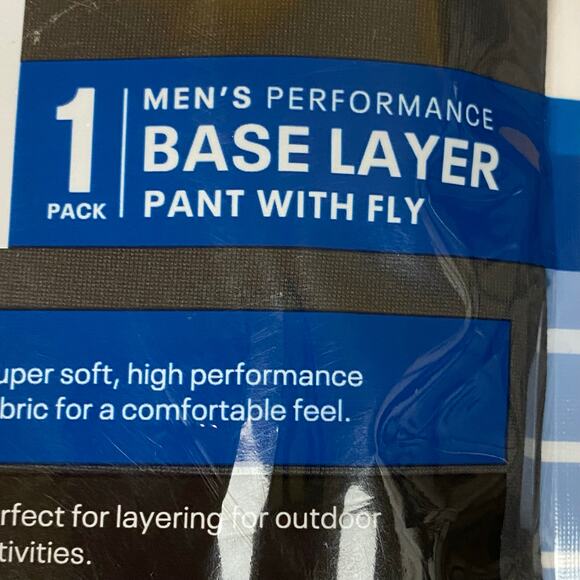 1
PACK
MEN'S PERFORMANCE
BASE LAYER
PANT WITH FLY
uper soft, high performance
bric for a comfortable feel.
rfect for layering for outdoor
tivities.